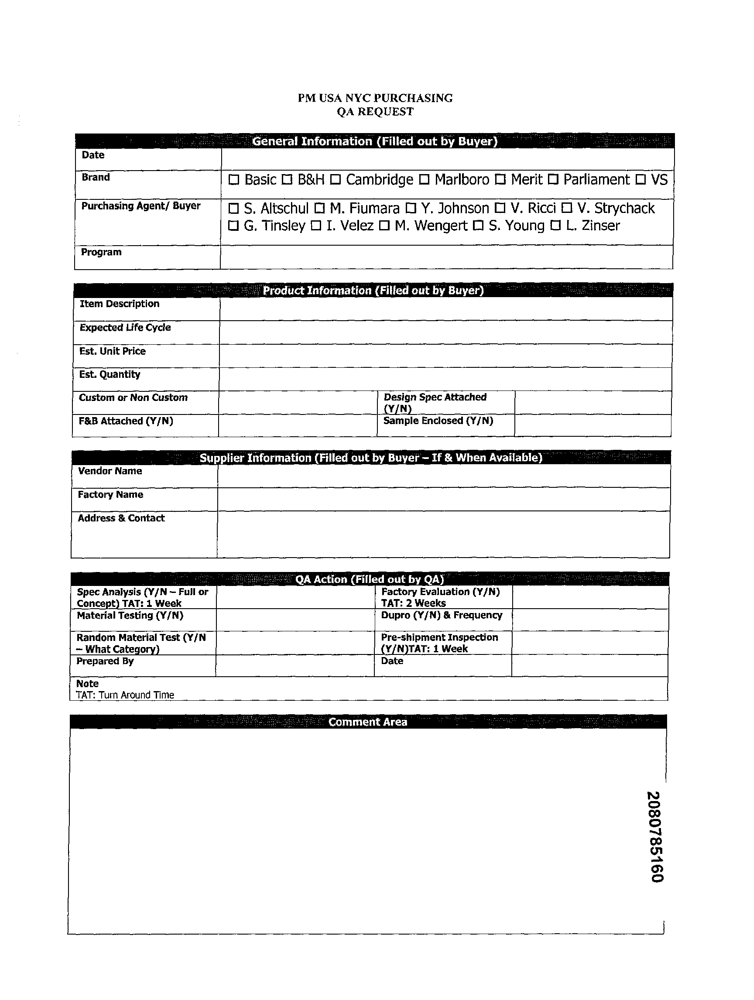 PM USA NYC PURCHASING
QA REQUEST
General Information (Filled out by Buyer)
Date
Brand
☐ Basic ☐ B&H ☐ Cambridge ☐ Marlboro ☐ Merit ☐ Parliament ☐ VS
Purchasing Agent/ Buyer
☐ S. Altschul ☐ M. Fiumara ☐ Y. Johnson ☐ V. Ricci ☐ V. Strychack
☐ G. Tinsley ☐ I. Velez ☐ M. Wengert ☐ S. Young ☐ L. Zinser
Program
Product Information (Filled out by Buyer)
Item Description
Expected Life Cycle
Est. Unit Price
Est. Quantity
Custom or Non Custom
Design Spec Attached
(Y/N)
F&B Attached (Y/N)
Sample Enclosed (Y/N)
Supplier Information (Filled out by Buyer – If & When Available)
Vendor Name
Factory Name
Address & Contact
QA Action (Filled out by QA)
Spec Analysis (Y/N – Full or
Concept) TAT: 1 Week
Factory Evaluation (Y/N)
TAT: 2 Weeks
Material Testing (Y/N)
Dupro (Y/N) & Frequency
Random Material Test (Y/N
– What Category)
Pre-shipment Inspection
(Y/N)TAT: 1 Week
Prepared By
Date
Note
TAT: Turn Around Time
Comment Area
2080785160